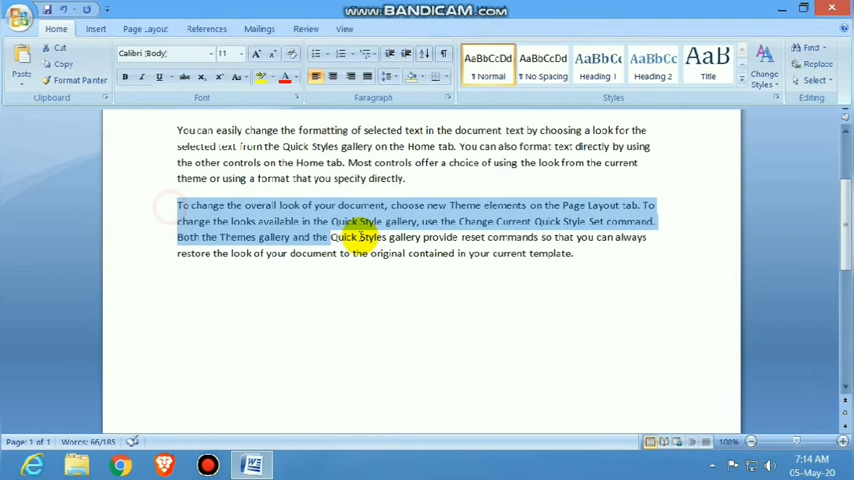 www.BANDICAM.com
Home Insert Page Layout References Mailings Review View
Paste Cut Copy Format Painter
Calibri (Body) 11
B I U abc X₂ X² Aa A
AaBbCcDd AaBbCcDd AaBbCc AaBbCc AaB
¶ Normal ¶ No Spacing Heading 1 Heading 2 Title
Change Styles
Find Replace Select
Clipboard Font Paragraph Styles Editing
You can easily change the formatting of selected text in the document text by choosing a look for the
selected text from the Quick Styles gallery on the Home tab. You can also format text directly by using
the other controls on the Home tab. Most controls offer a choice of using the look from the current
theme or using a format that you specify directly.
To change the overall look of your document, choose new Theme elements on the Page Layout tab. To
change the looks available in the Quick Style gallery, use the Change Current Quick Style Set command.
Both the Themes gallery and the Quick Styles gallery provide reset commands so that you can always
restore the look of your document to the original contained in your current template.
Page: 1 of 1 Words: 66/185 100%
7:14 AM
05-May-20